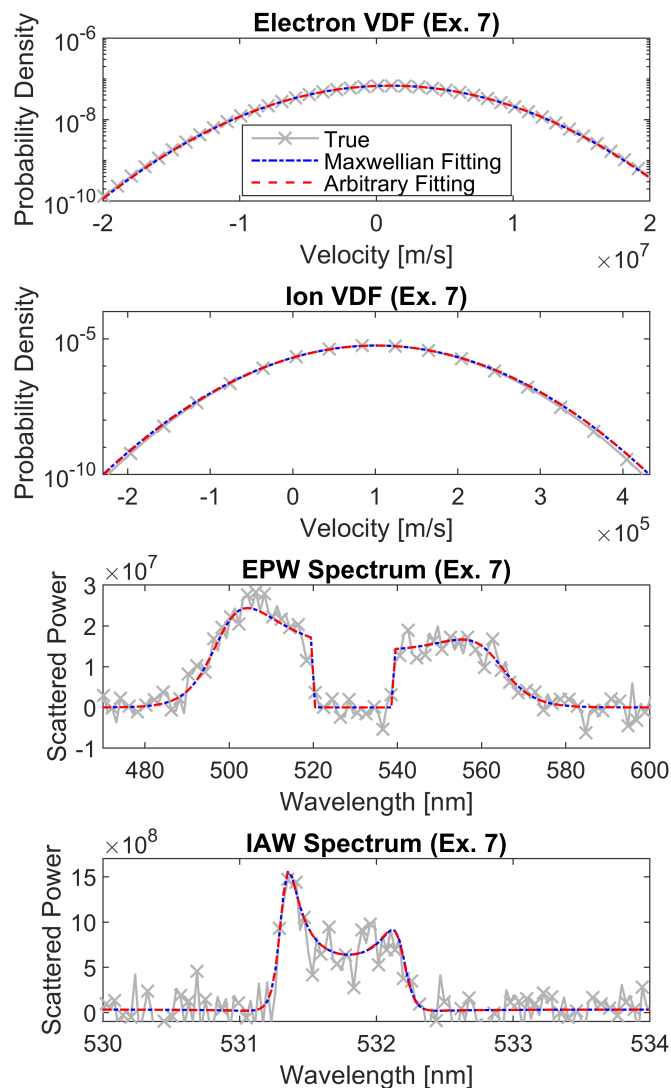 Electron VDF (Ex. 7)
Probability Density
10^-6
10^-8
10^-10
True
Maxwellian Fitting
Arbitrary Fitting
-2 -1 0 1 2
Velocity [m/s]
×10^7
Ion VDF (Ex. 7)
Probability Density
10^-5
10^-10
-2 -1 0 1 2 3 4
Velocity [m/s]
×10^5
EPW Spectrum (Ex. 7)
×10^7
Scattered Power
3
2
1
0
-1
480 500 520 540 560 580 600
Wavelength [nm]
IAW Spectrum (Ex. 7)
×10^8
Scattered Power
15
10
5
0
530 531 532 533 534
Wavelength [nm]